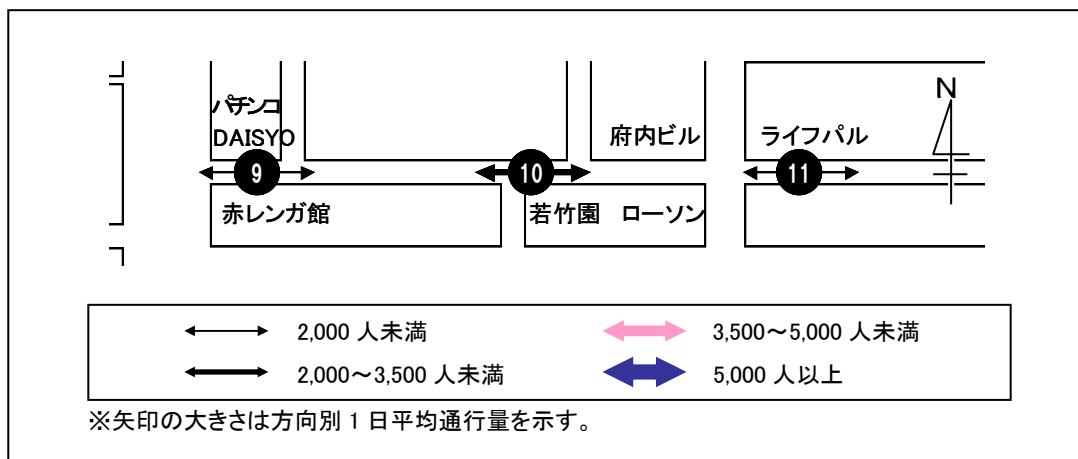 N
パチンコ
DAISYO
府内ビル
ライフパル
9
10
11
赤レンガ館
若竹園 ローソン
2,000 人未満
3,500～5,000 人未満
2,000～3,500 人未満
5,000 人以上
※矢印の大きさは方向別 1 日平均通行量を示す。